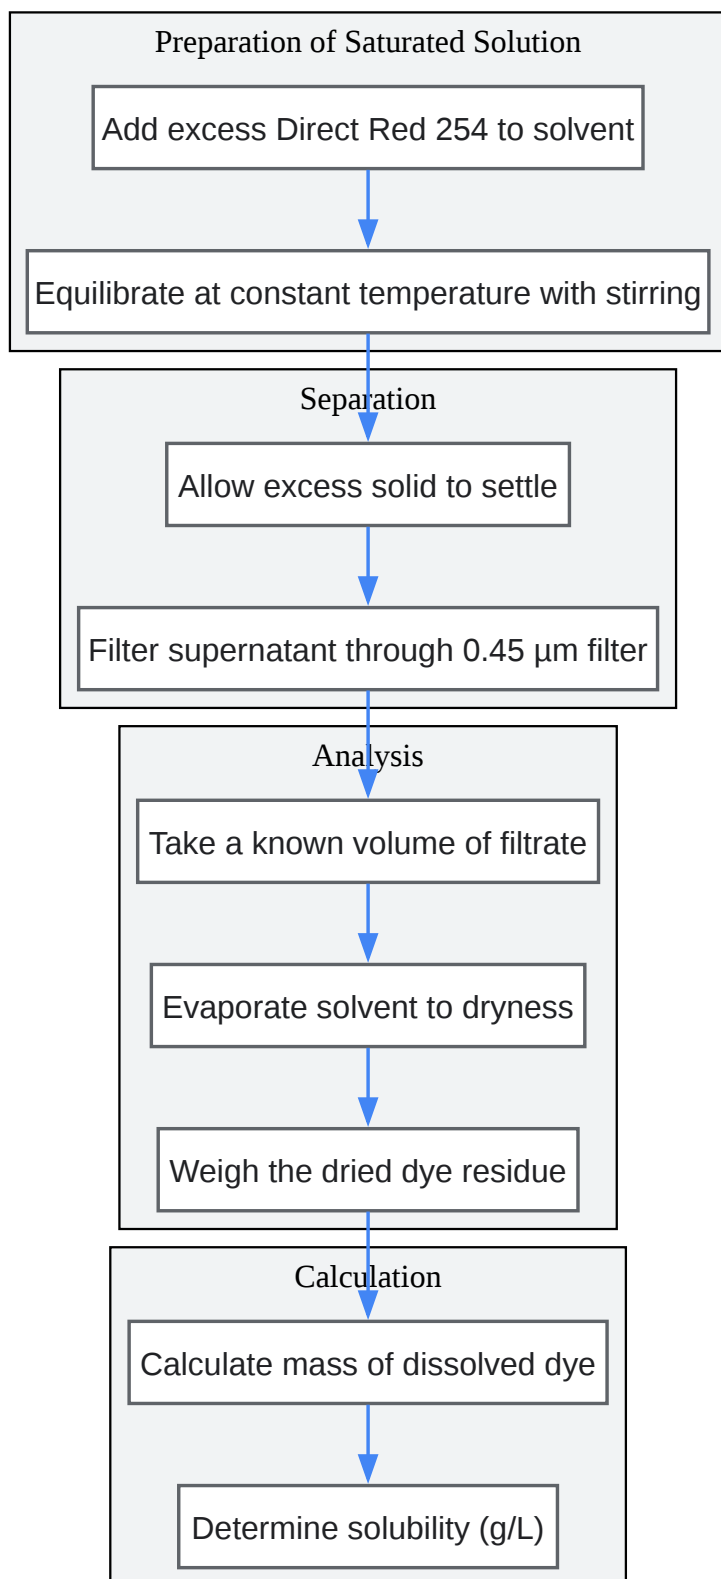 Preparation of Saturated Solution
Add excess Direct Red 254 to solvent
Equilibrate at constant temperature with stirring
Separation
Allow excess solid to settle
Filter supernatant through 0.45 µm filter
Analysis
Take a known volume of filtrate
Evaporate solvent to dryness
Weigh the dried dye residue
Calculation
Calculate mass of dissolved dye
Determine solubility (g/L)